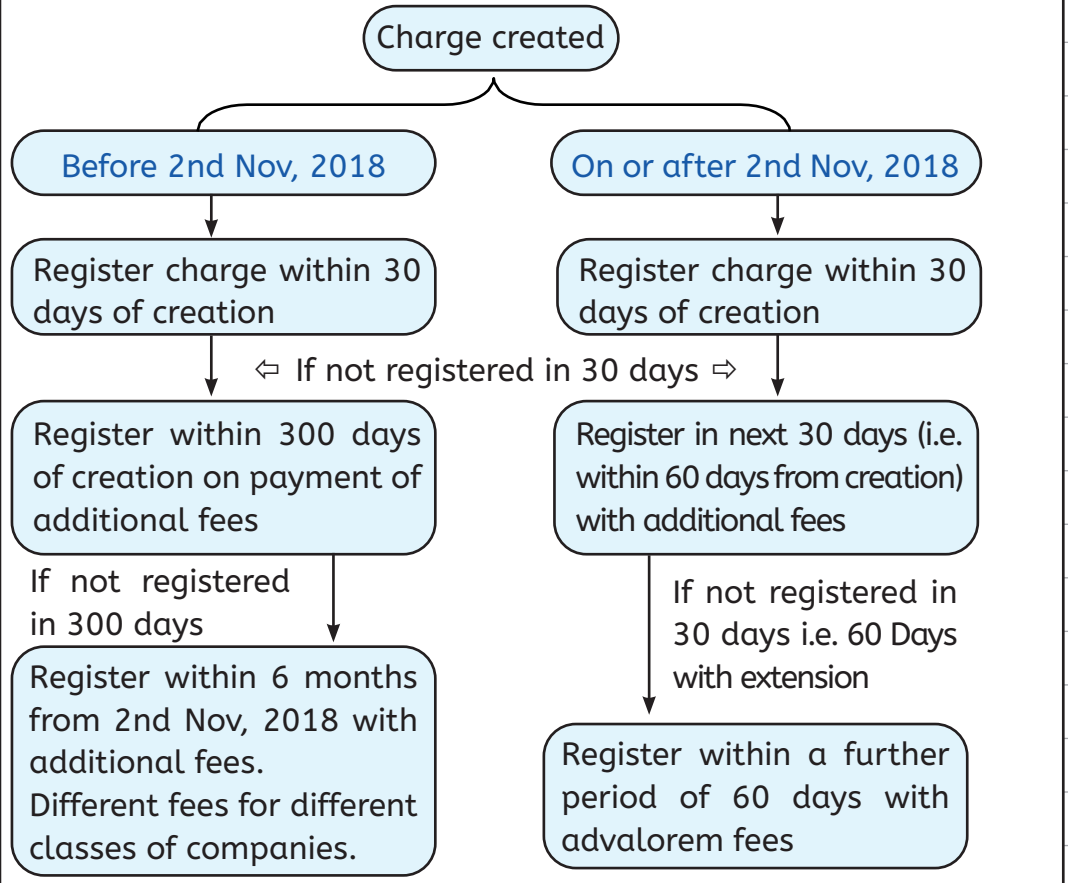 Charge created
Before 2nd Nov, 2018
On or after 2nd Nov, 2018
Register charge within 30
days of creation
Register charge within 30
days of creation
⇦ If not registered in 30 days ⇨
Register within 300 days
of creation on payment of
additional fees
Register in next 30 days (i.e.
within 60 days from creation)
with additional fees
If not registered
in 300 days
If not registered in
30 days i.e. 60 Days
with extension
Register within 6 months
from 2nd Nov, 2018 with
additional fees.
Different fees for different
classes of companies.
Register within a further
period of 60 days with
advalorem fees